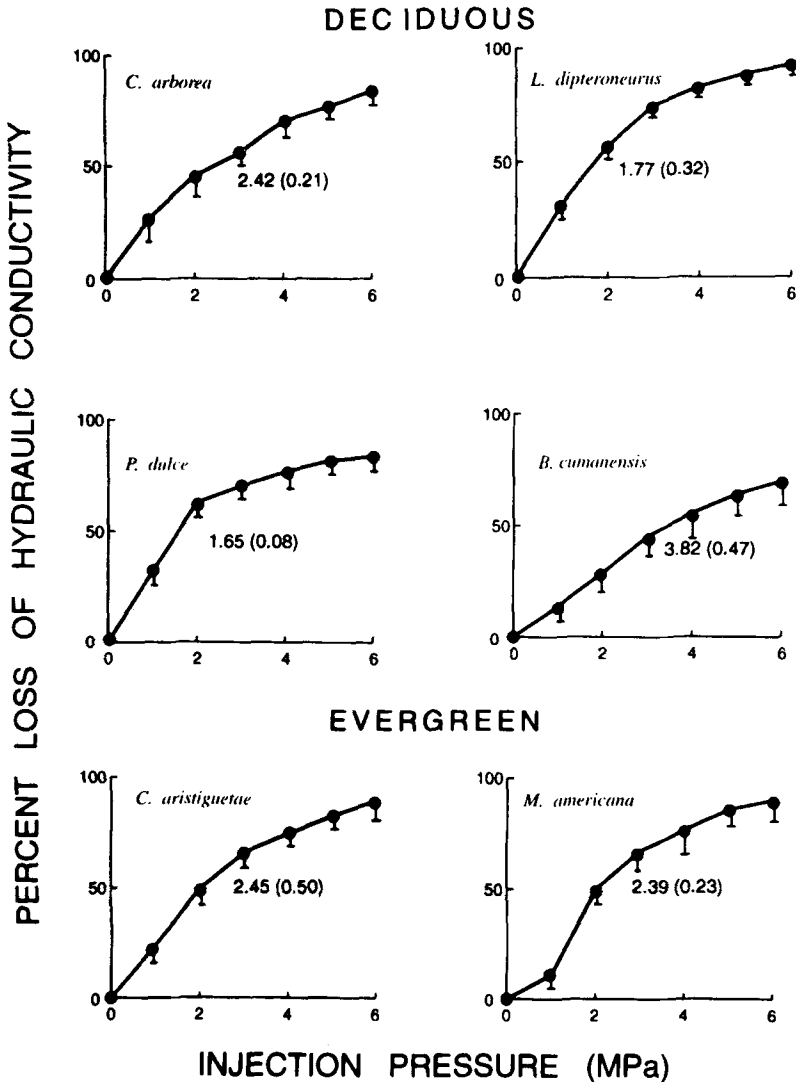 DECIDUOUS
PERCENT LOSS OF HYDRAULIC CONDUCTIVITY
C. arborea
100
50
0
2.42 (0.21)
0 2 4 6
L. dipteroneurus
100
50
0
1.77 (0.32)
0 2 4 6
P. dulce
100
50
0
1.65 (0.08)
0 2 4 6
B. cumanensis
100
50
0
3.82 (0.47)
0 2 4 6
EVERGREEN
C. aristiguetae
100
50
0
2.45 (0.50)
0 2 4 6
M. americana
100
50
0
2.39 (0.23)
0 2 4 6
INJECTION PRESSURE (MPa)